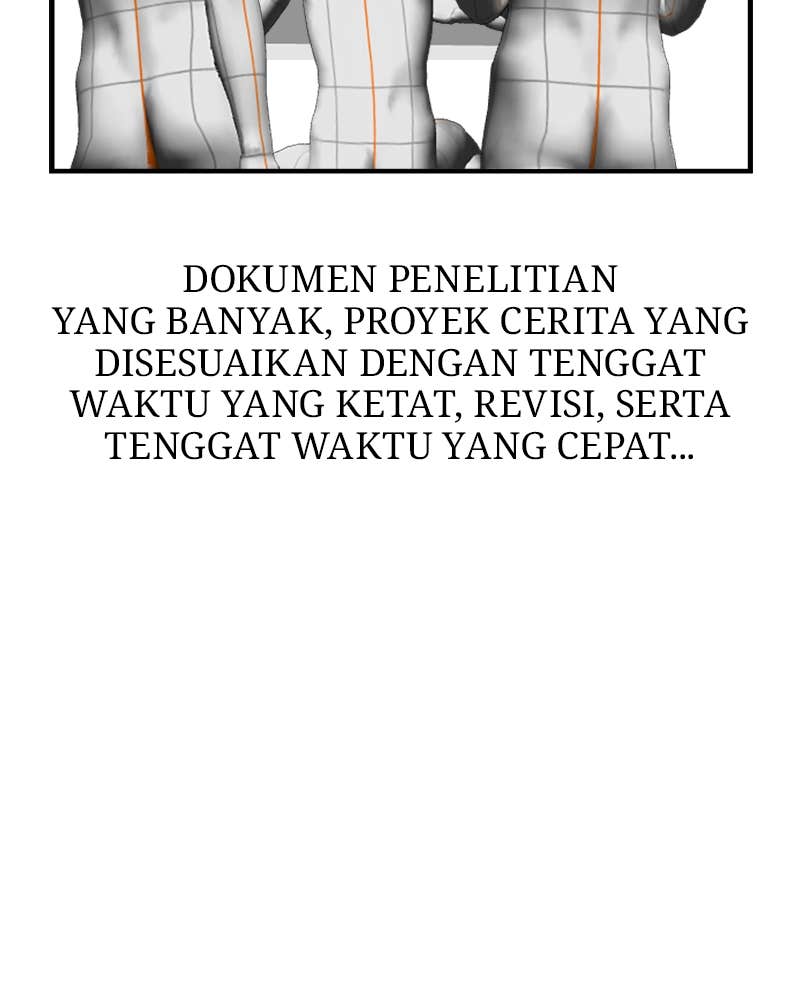 DOKUMEN PENELITIAN
YANG BANYAK, PROYEK CERITA YANG
DISESUAIKAN DENGAN TENGGAT
WAKTU YANG KETAT, REVISI, SERTA
TENGGAT WAKTU YANG CEPAT...